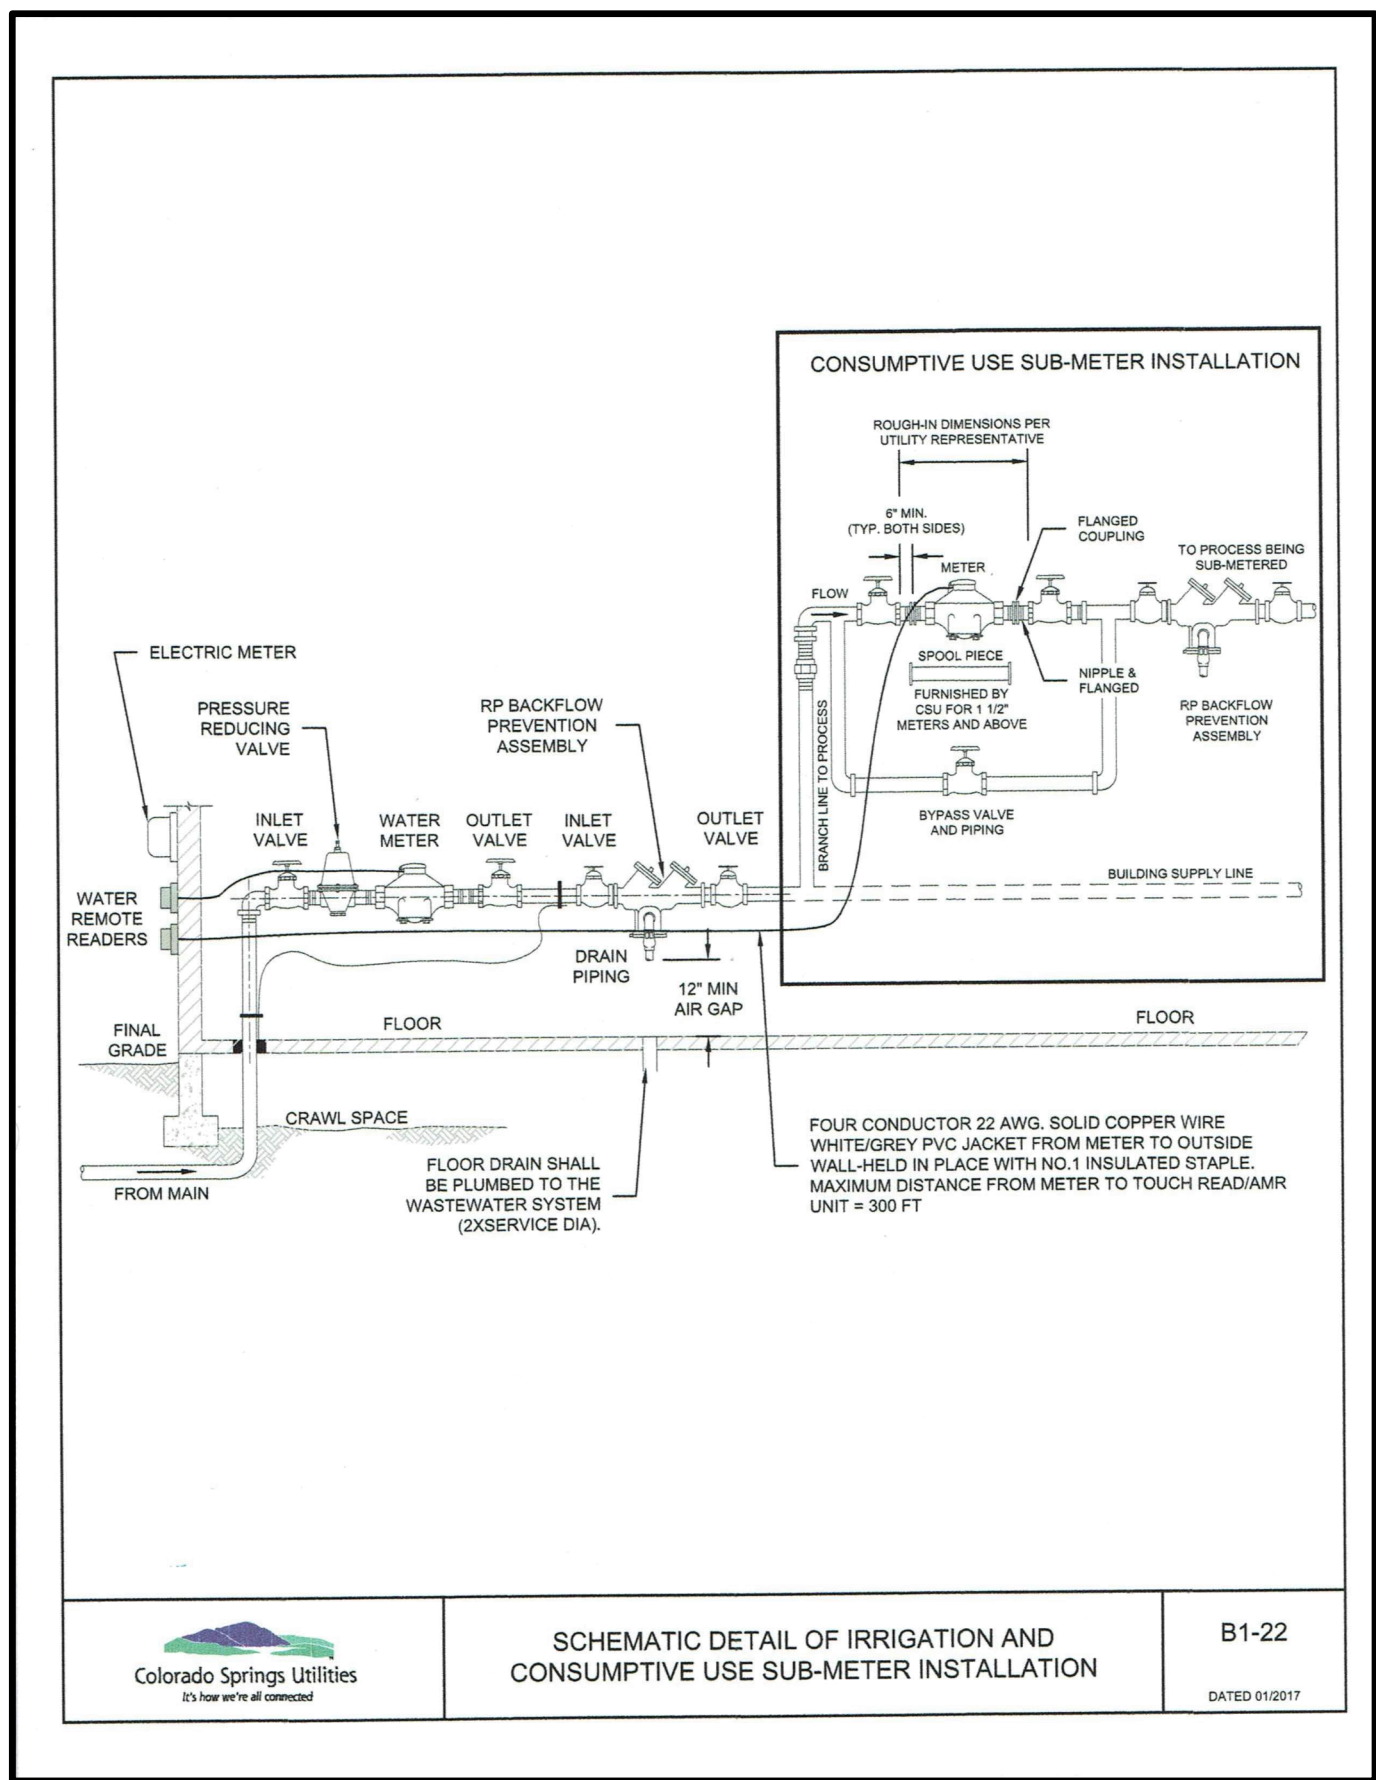 CONSUMPTIVE USE SUB-METER INSTALLATION
ROUGH-IN DIMENSIONS PER
UTILITY REPRESENTATIVE
6" MIN.
(TYP. BOTH SIDES)
FLANGED
COUPLING
TO PROCESS BEING
SUB-METERED
METER
FLOW
SPOOL PIECE
FURNISHED BY
CSU FOR 1 1/2"
METERS AND ABOVE
NIPPLE &
FLANGED
RP BACKFLOW
PREVENTION
ASSEMBLY
BRANCH LINE TO PROCESS
BYPASS VALVE
AND PIPING
BUILDING SUPPLY LINE
ELECTRIC METER
PRESSURE
REDUCING
VALVE
RP BACKFLOW
PREVENTION
ASSEMBLY
INLET
VALVE
WATER
METER
OUTLET
VALVE
INLET
VALVE
OUTLET
VALVE
WATER
REMOTE
READERS
DRAIN
PIPING
12" MIN
AIR GAP
FINAL
GRADE
FLOOR
FLOOR
CRAWL SPACE
FROM MAIN
FLOOR DRAIN SHALL
BE PLUMBED TO THE
WASTEWATER SYSTEM
(2XSERVICE DIA).
FOUR CONDUCTOR 22 AWG. SOLID COPPER WIRE
WHITE/GREY PVC JACKET FROM METER TO OUTSIDE
WALL-HELD IN PLACE WITH NO.1 INSULATED STAPLE.
MAXIMUM DISTANCE FROM METER TO TOUCH READ/AMR
UNIT = 300 FT
Colorado Springs Utilities
It's how we're all connected
SCHEMATIC DETAIL OF IRRIGATION AND
CONSUMPTIVE USE SUB-METER INSTALLATION
B1-22
DATED 01/2017